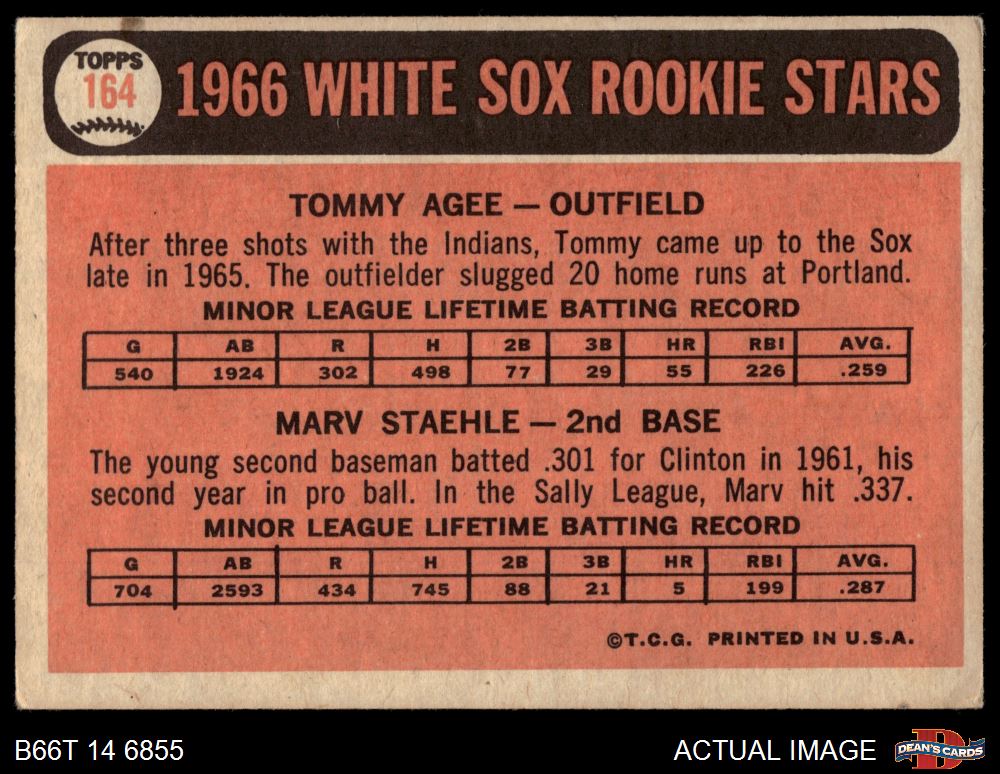 TOPPS
164
1966 WHITE SOX ROOKIE STARS
TOMMY AGEE — OUTFIELD
After three shots with the Indians, Tommy came up to the Sox
late in 1965. The outfielder slugged 20 home runs at Portland.
MINOR LEAGUE LIFETIME BATTING RECORD
G AB R H 2B 3B HR RBI AVG.
540 1924 302 498 77 29 55 226 .259
MARV STAEHLE — 2nd BASE
The young second baseman batted .301 for Clinton in 1961, his
second year in pro ball. In the Sally League, Marv hit .337.
MINOR LEAGUE LIFETIME BATTING RECORD
G AB R H 2B 3B HR RBI AVG.
704 2593 434 745 88 21 5 199 .287
©T.C.G. PRINTED IN U.S.A.
B66T 14 6855
ACTUAL IMAGE
DEAN'S CARDS